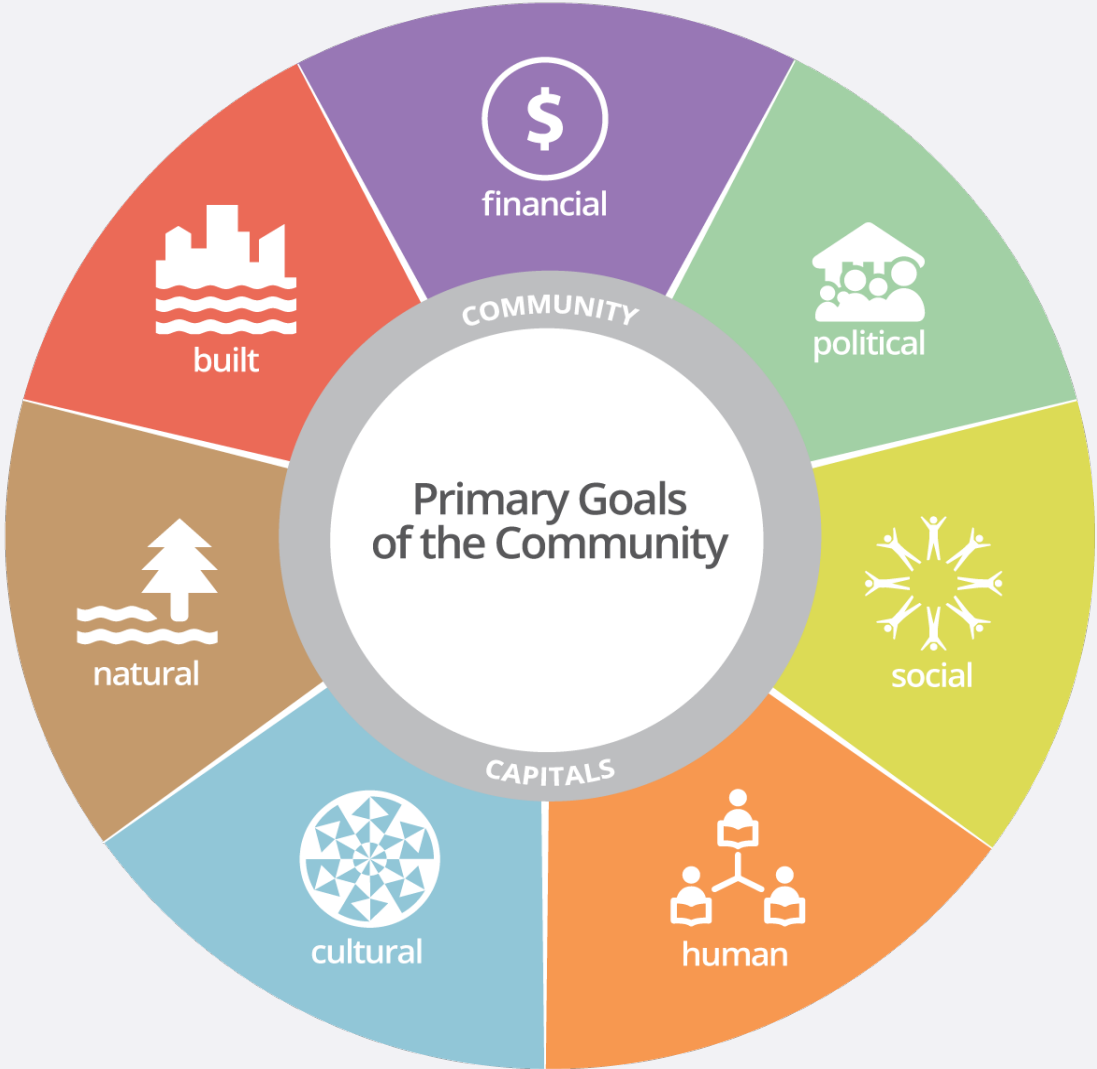 $
financial
political
social
human
cultural
natural
built
COMMUNITY
Primary Goals
of the Community
CAPITALS